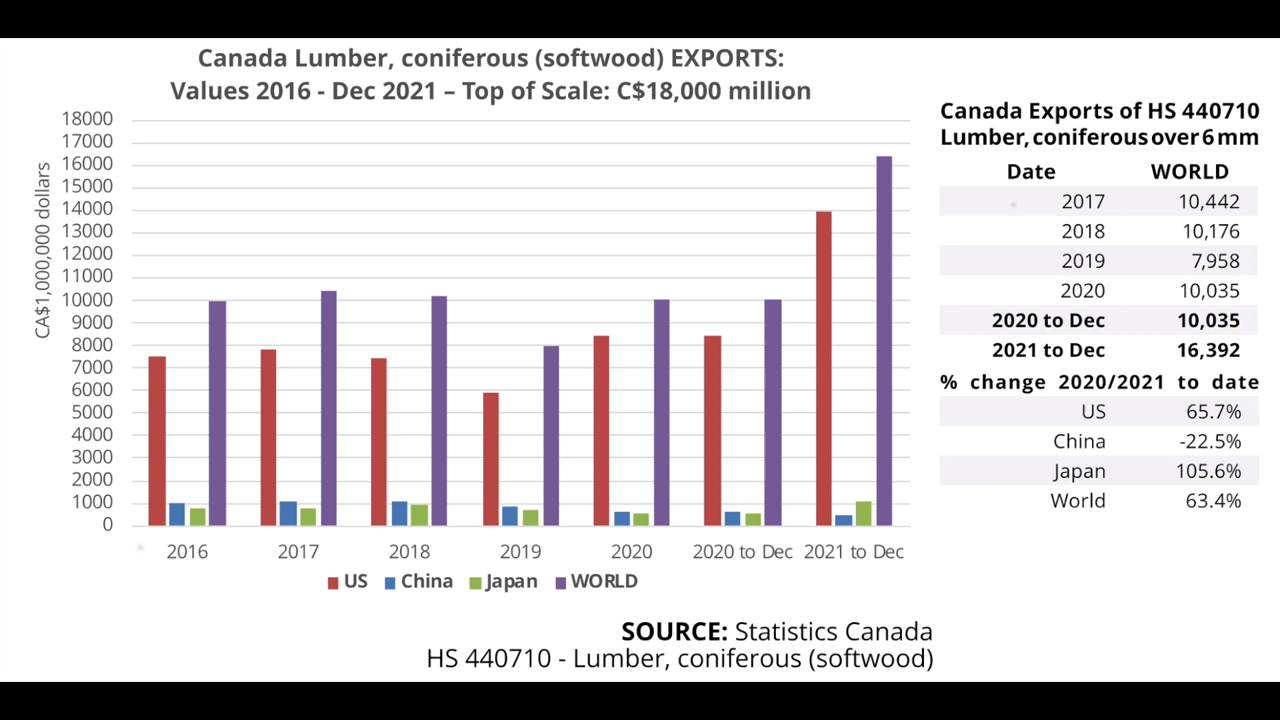 Canada Lumber, coniferous (softwood) EXPORTS:
Values 2016 - Dec 2021 – Top of Scale: C$18,000 million
CA$1,000,000 dollars
18000
17000
16000
15000
14000
13000
12000
11000
10000
9000
8000
7000
6000
5000
4000
3000
2000
1000
0
2016 2017 2018 2019 2020 2020 to Dec 2021 to Dec
US China Japan WORLD
Canada Exports of HS 440710
Lumber, coniferous over 6 mm
Date WORLD
2017 10,442
2018 10,176
2019 7,958
2020 10,035
2020 to Dec 10,035
2021 to Dec 16,392
% change 2020/2021 to date
US 65.7%
China -22.5%
Japan 105.6%
World 63.4%
SOURCE: Statistics Canada
HS 440710 - Lumber, coniferous (softwood)